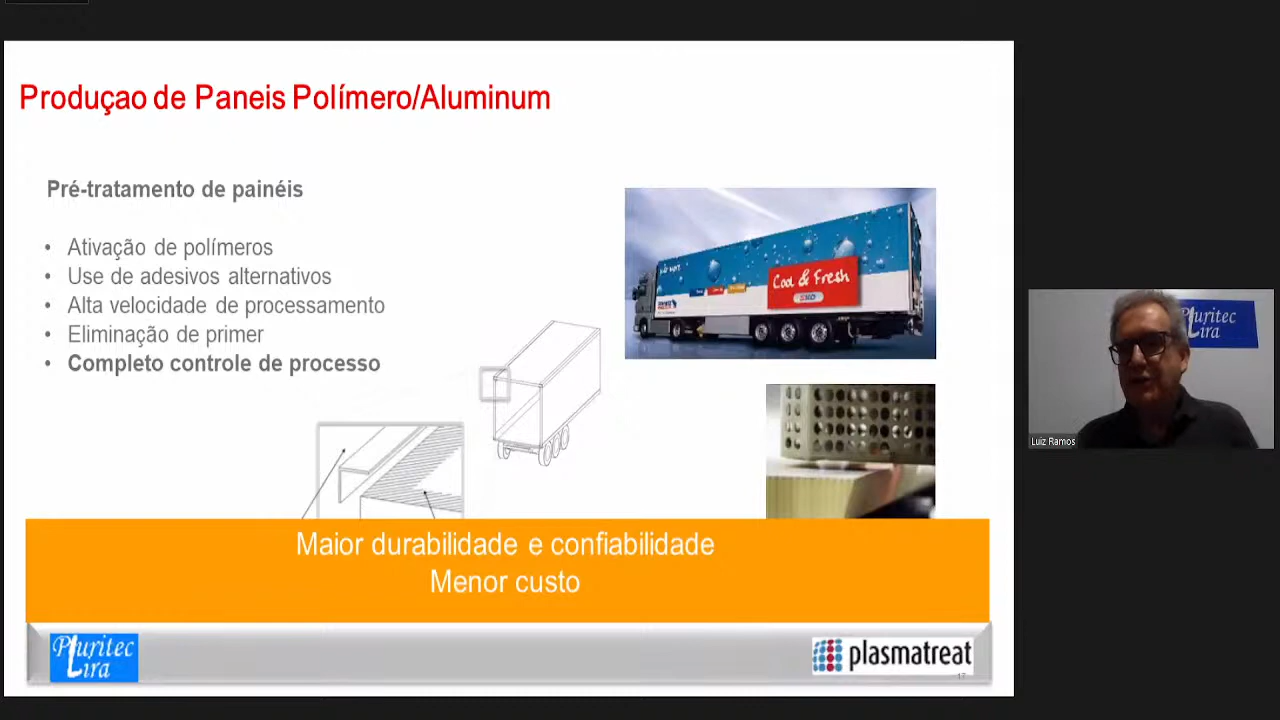 Produçao de Paneis Polímero/Aluminum
Pré-tratamento de painéis
• Ativação de polímeros
• Use de adesivos alternativos
• Alta velocidade de processamento
• Eliminação de primer
• Completo controle de processo
Cool & Fresh
Maior durabilidade e confiabilidade
Menor custo
Pluritec
Lira
plasmatreat
17
Pluritec
Lira
Luiz Ramos